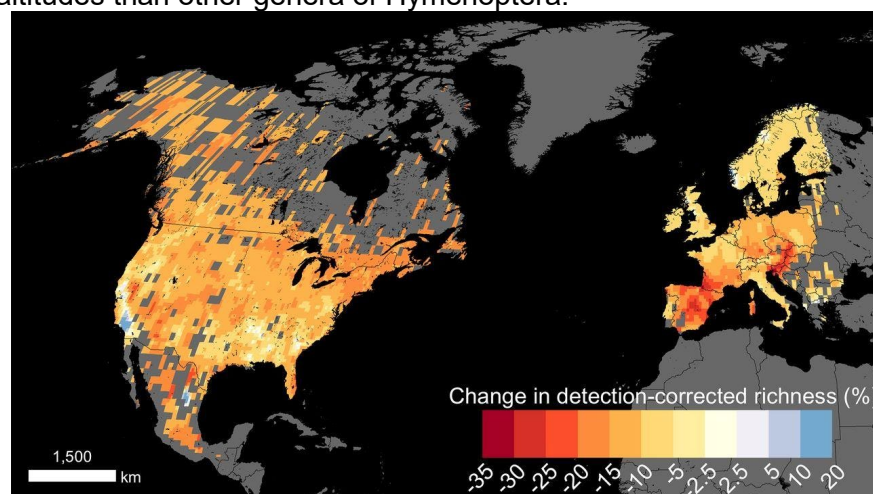 altitudes than other genera of Hymenoptera.
Change in detection-corrected richness (%)
1,500
km
-35 -30 -25 -20 -15 -10 -5 -2.5 2.5 5 10 20